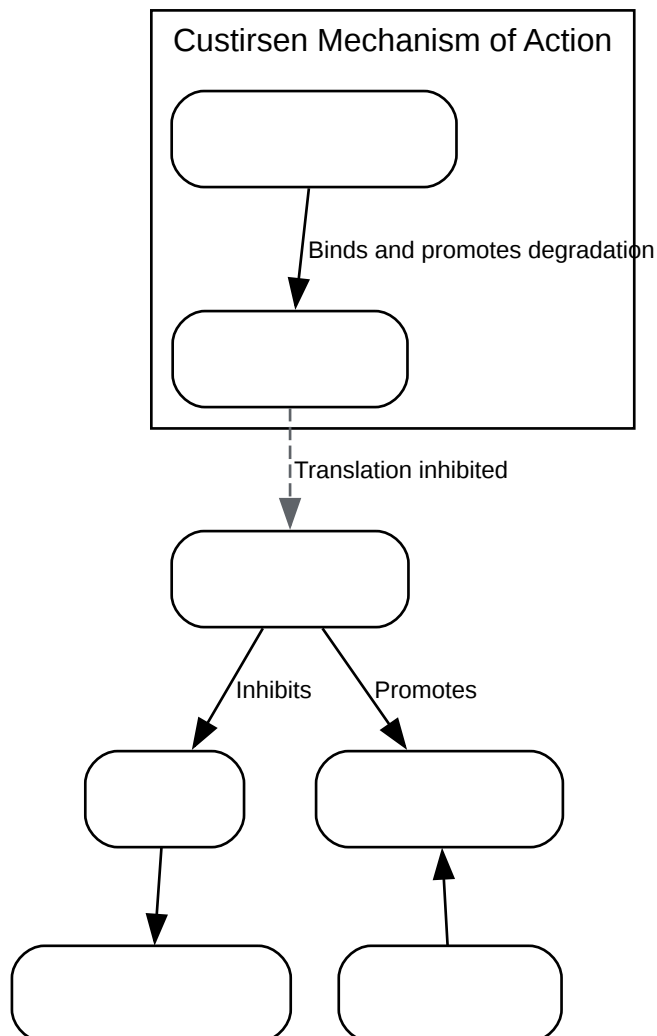 Custirsen Mechanism of Action
Binds and promotes degradation
Translation inhibited
Inhibits
Promotes